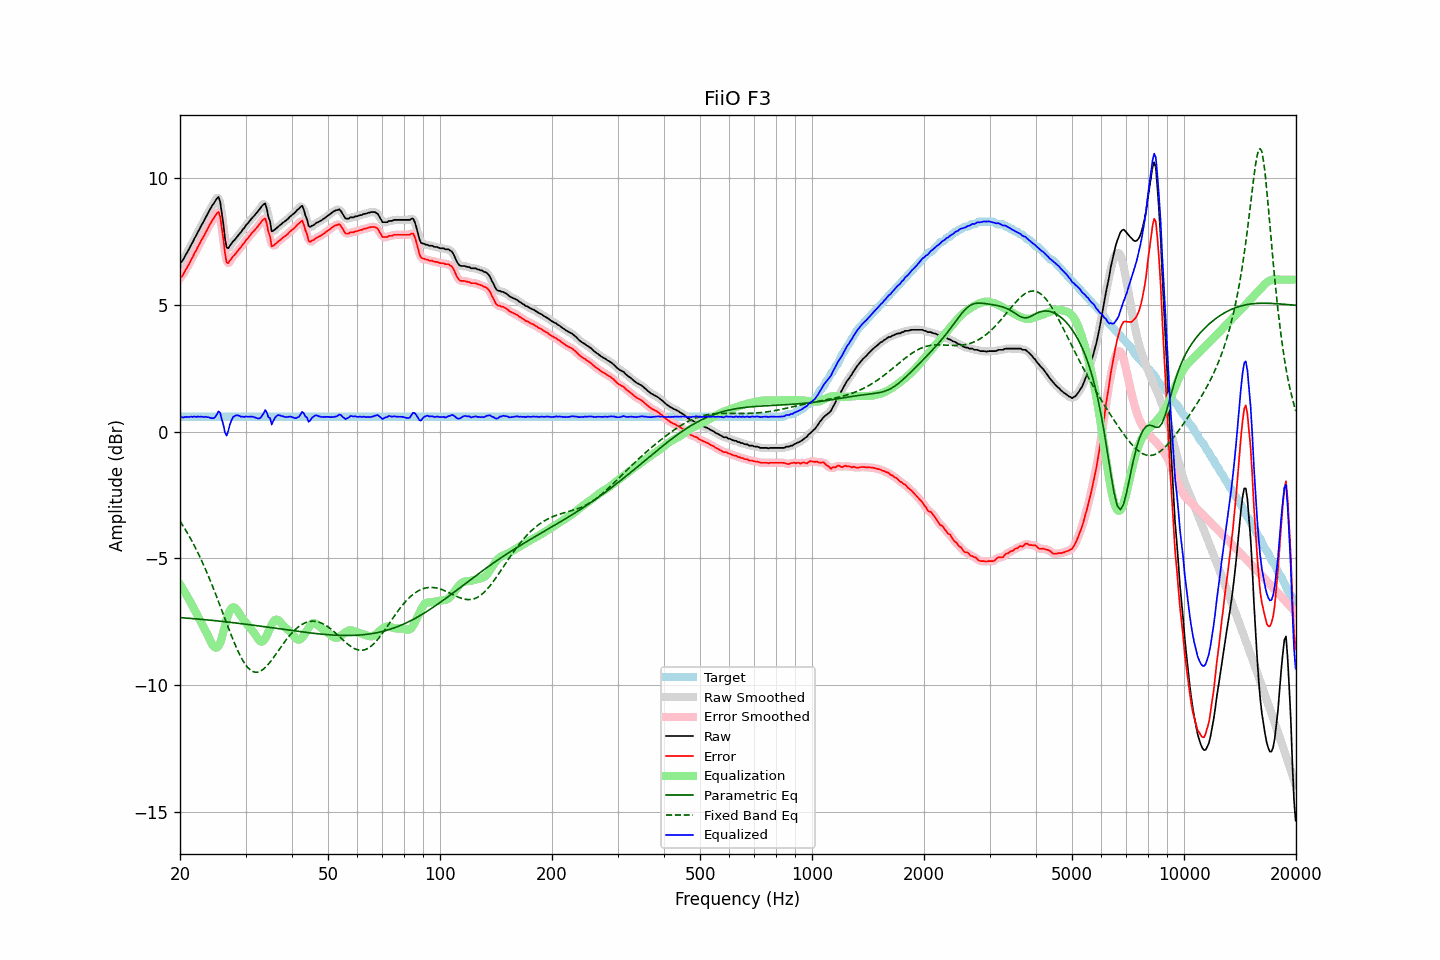 FiiO F3
Amplitude (dBr)
10
5
0
−5
−10
−15
Target
Raw Smoothed
Error Smoothed
Raw
Error
Equalization
Parametric Eq
Fixed Band Eq
Equalized
20 50 100 200 500 1000 2000 5000 10000 20000
Frequency (Hz)